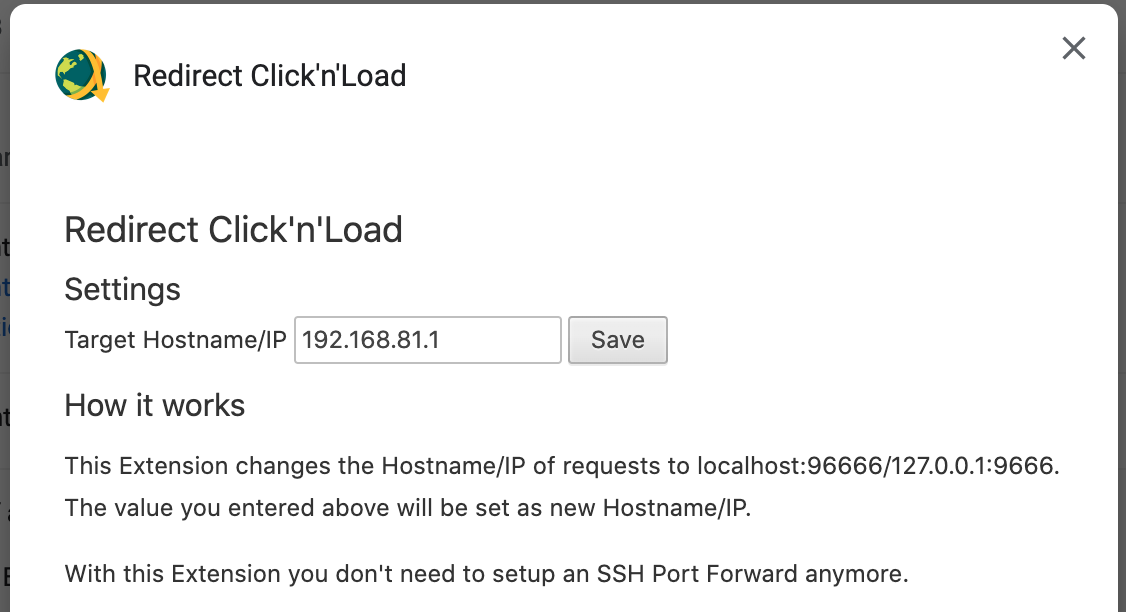 Redirect Click'n'Load
Redirect Click'n'Load
Settings
Target Hostname/IP 192.168.81.1 Save
How it works
This Extension changes the Hostname/IP of requests to localhost:96666/127.0.0.1:9666.
The value you entered above will be set as new Hostname/IP.
With this Extension you don't need to setup an SSH Port Forward anymore.